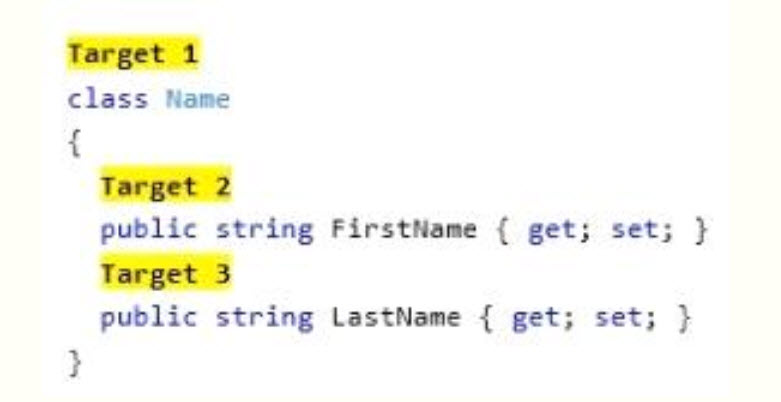 Target 1
class Name
{
Target 2
public string FirstName { get; set; }
Target 3
public string LastName { get; set; }
}